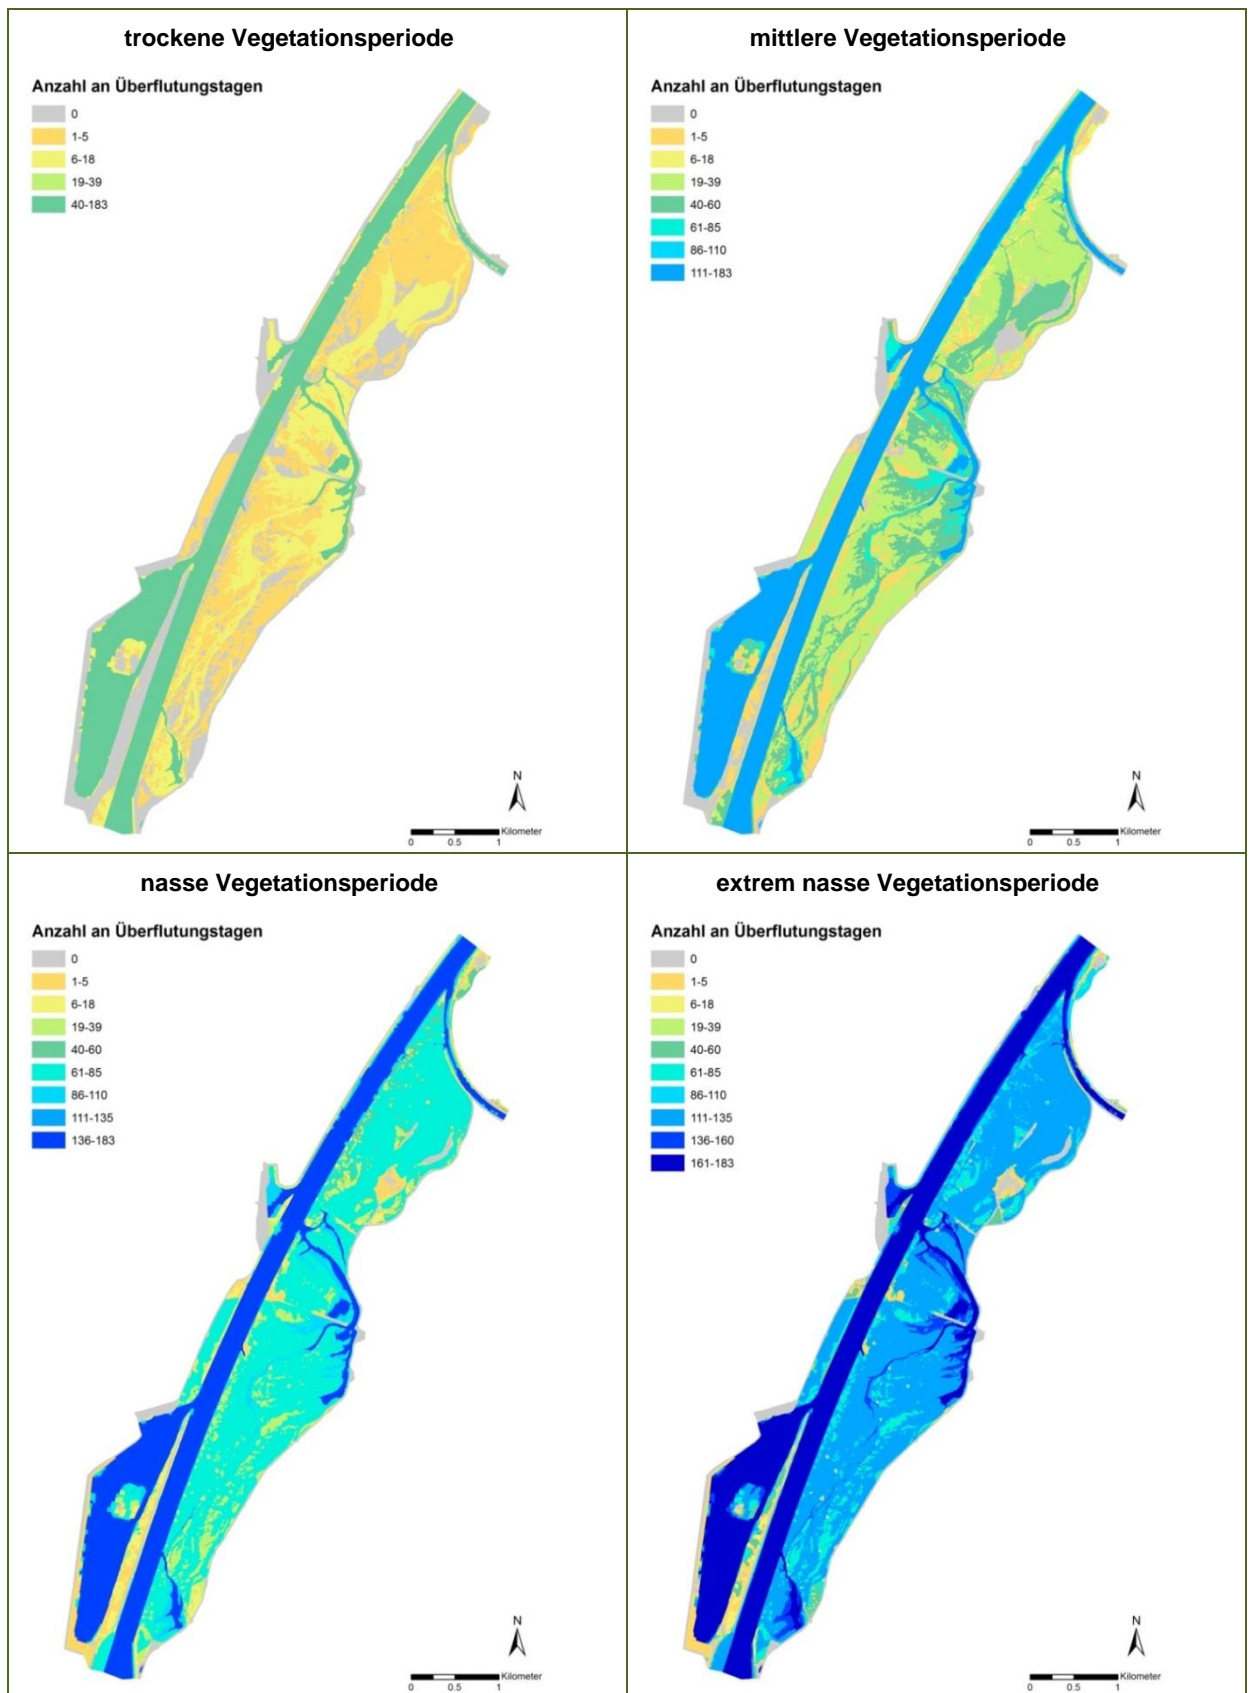 trockene Vegetationsperiode
Anzahl an Überflutungstagen
0
1-5
6-18
19-39
40-183
N
Kilometer
0 0.5 1
mittlere Vegetationsperiode
Anzahl an Überflutungstagen
0
1-5
6-18
19-39
40-60
61-85
86-110
111-183
N
Kilometer
0 0.5 1
nasse Vegetationsperiode
Anzahl an Überflutungstagen
0
1-5
6-18
19-39
40-60
61-85
86-110
111-135
136-183
N
Kilometer
0 0.5 1
extrem nasse Vegetationsperiode
Anzahl an Überflutungstagen
0
1-5
6-18
19-39
40-60
61-85
86-110
111-135
136-160
161-183
N
Kilometer
0 0.5 1